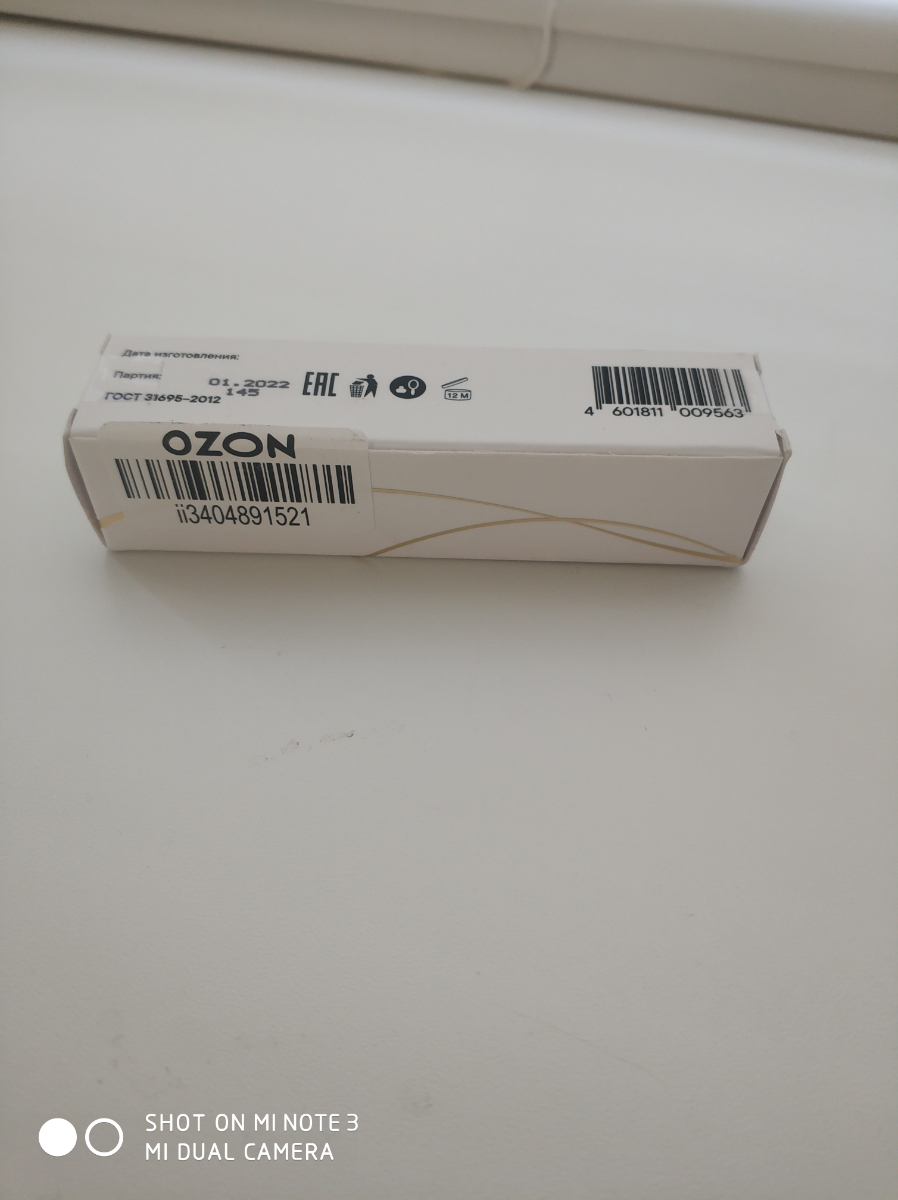 Дата изготовления:
Партия:
01.2022
145
ГОСТ 31695-2012
EAC
12 M
4 601811 009563
OZON
ii3404891521
SHOT ON MI NOTE 3
MI DUAL CAMERA